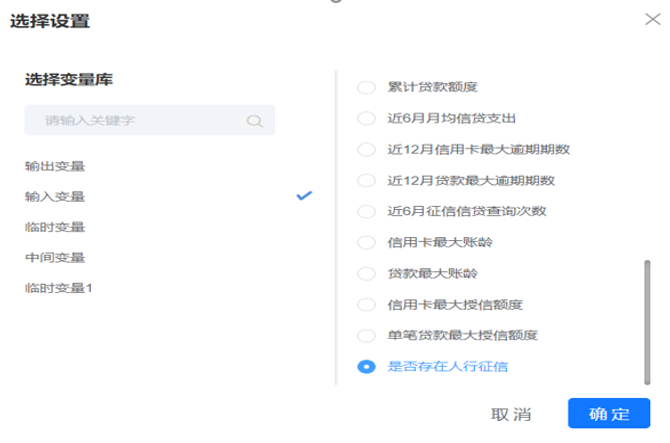 选择设置
选择变量库
请输入关键字
输出变量
输入变量
临时变量
中间变量
临时变量1
累计贷款额度
近6月月均信贷支出
近12月信用卡最大逾期期数
近12月贷款最大逾期期数
近6月征信信贷查询次数
信用卡最大账龄
贷款最大账龄
信用卡最大授信额度
单笔贷款最大授信额度
是否存在人行征信
取消
确定